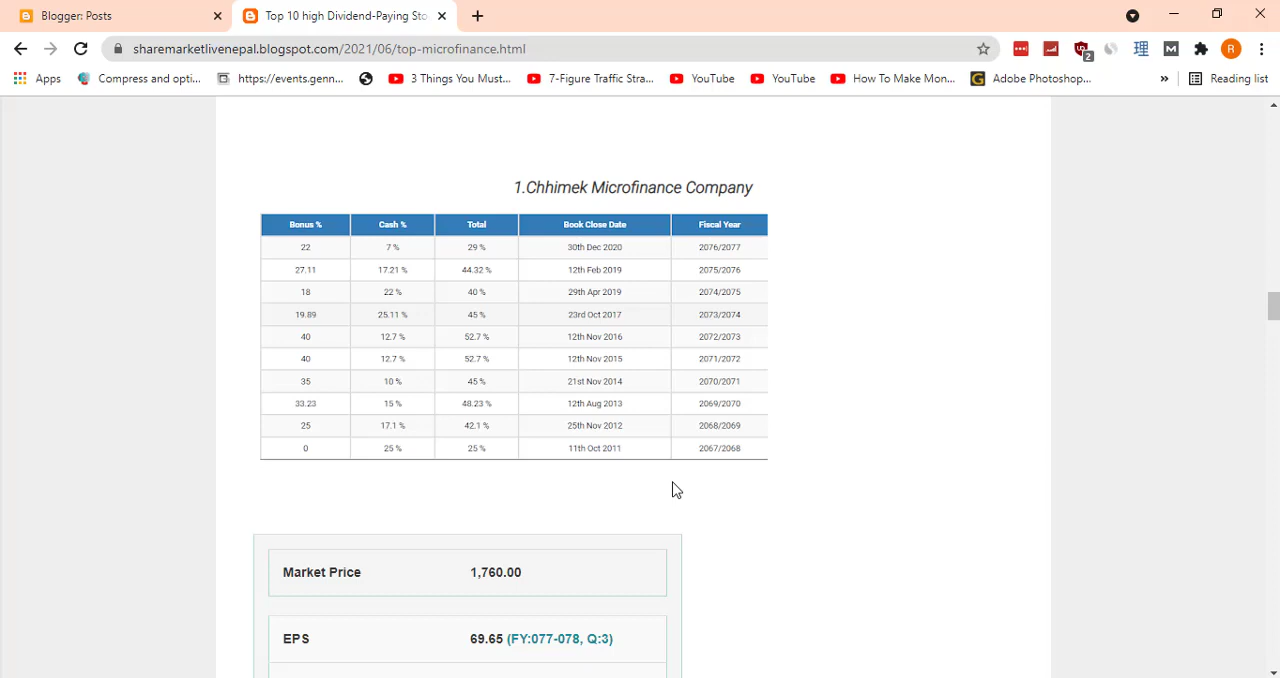 Blogger: Posts
Top 10 high Dividend-Paying Sto
sharemarketlivenepal.blogspot.com/2021/06/top-microfinance.html
2
R
Apps
Compress and opti...
https://events.genn...
3 Things You Must...
7-Figure Traffic Stra...
YouTube
YouTube
How To Make Mon...
Adobe Photoshop...
»
Reading list
1.Chhimek Microfinance Company
Bonus % Cash % Total Book Close Date Fiscal Year
22 7 % 29 % 30th Dec 2020 2076/2077
27.11 17.21 % 44.32 % 12th Feb 2019 2075/2076
18 22 % 40 % 29th Apr 2019 2074/2075
19.89 25.11 % 45 % 23rd Oct 2017 2073/2074
40 12.7 % 52.7 % 12th Nov 2016 2072/2073
40 12.7 % 52.7 % 12th Nov 2015 2071/2072
35 10 % 45 % 21st Nov 2014 2070/2071
33.23 15 % 48.23 % 12th Aug 2013 2069/2070
25 17.1 % 42.1 % 25th Nov 2012 2068/2069
0 25 % 25 % 11th Oct 2011 2067/2068
Market Price 1,760.00
EPS 69.65 (FY:077-078, Q:3)